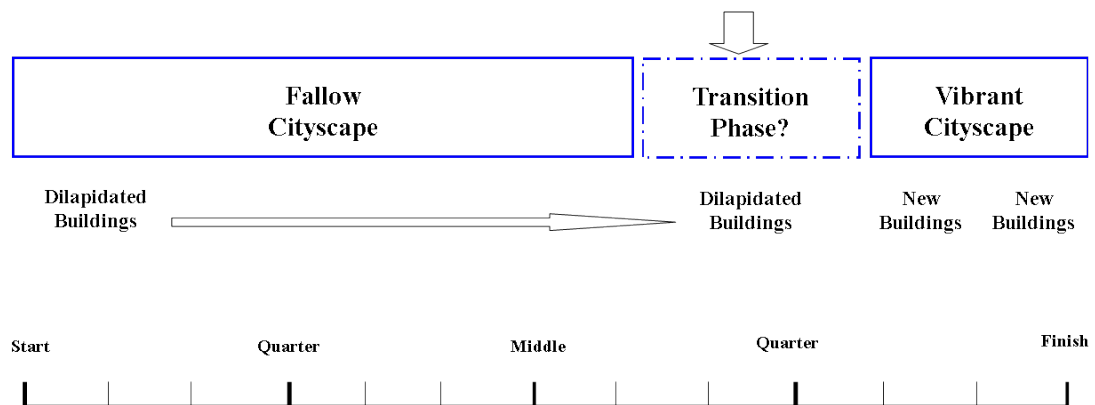 Fallow
Cityscape
Transition
Phase?
Vibrant
Cityscape
Dilapidated
Buildings
Dilapidated
Buildings
New
Buildings
New
Buildings
Start
Quarter
Middle
Quarter
Finish